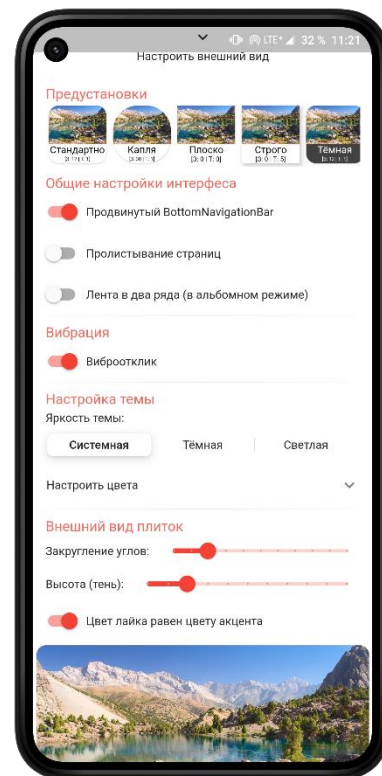 LTE* 32 % 11:21
Настроить внешний вид
Предустановки
Стандартно Капля Плоско Строго Тёмная
Общие настройки интерфеса
Продвинутый BottomNavigationBar
Пролистывание страниц
Лента в два ряда (в альбомном режиме)
Вибрация
Виброотклик
Настройка темы
Яркость темы:
Системная Тёмная Светлая
Настроить цвета
Внешний вид плиток
Закругление углов:
Высота (тень):
Цвет лайка равен цвету акцента